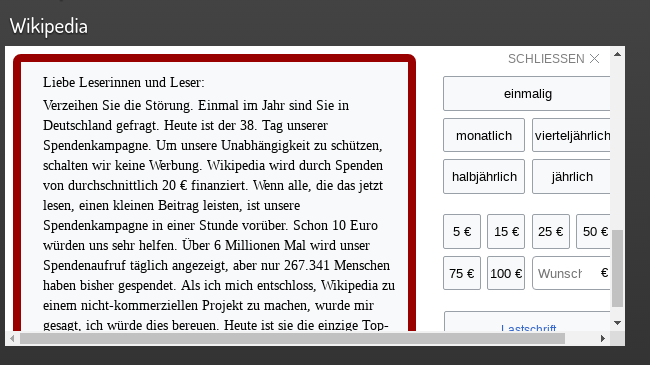 Wikipedia
SCHLIESSEN
Liebe Leserinnen und Leser:
Verzeihen Sie die Störung. Einmal im Jahr sind Sie in
Deutschland gefragt. Heute ist der 38. Tag unserer
Spendenkampagne. Um unsere Unabhängigkeit zu schützen,
schalten wir keine Werbung. Wikipedia wird durch Spenden
von durchschnittlich 20 € finanziert. Wenn alle, die das jetzt
lesen, einen kleinen Beitrag leisten, ist unsere
Spendenkampagne in einer Stunde vorüber. Schon 10 Euro
würden uns sehr helfen. Über 6 Millionen Mal wird unser
Spendenaufruf täglich angezeigt, aber nur 267.341 Menschen
haben bisher gespendet. Als ich mich entschloss, Wikipedia zu
einem nicht-kommerziellen Projekt zu machen, wurde mir
gesagt, ich würde dies bereuen. Heute ist sie die einzige Top-
einmalig
monatlich vierteljährlich
halbjährlich jährlich
5 € 15 € 25 € 50 €
75 € 100 € Wunsch €
Lastschrift